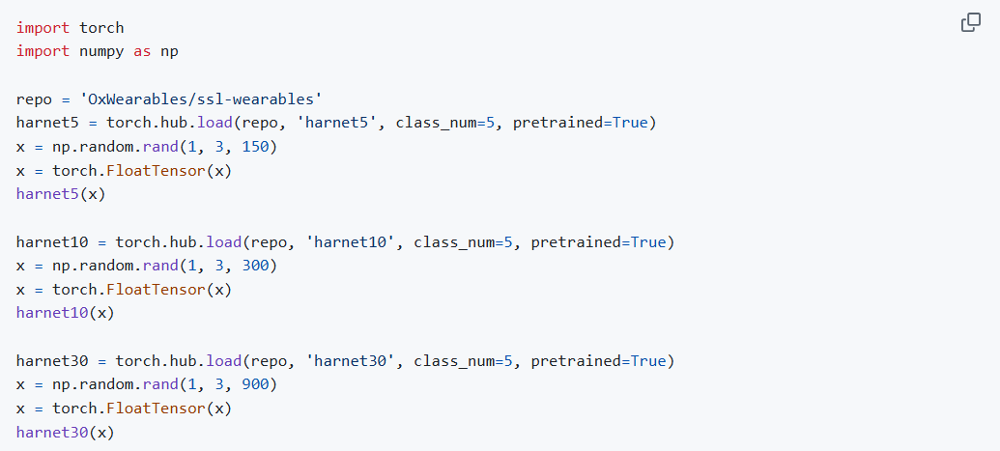 import torch
import numpy as np
repo = 'OxWearables/ssl-wearables'
harnet5 = torch.hub.load(repo, 'harnet5', class_num=5, pretrained=True)
x = np.random.rand(1, 3, 150)
x = torch.FloatTensor(x)
harnet5(x)
harnet10 = torch.hub.load(repo, 'harnet10', class_num=5, pretrained=True)
x = np.random.rand(1, 3, 300)
x = torch.FloatTensor(x)
harnet10(x)
harnet30 = torch.hub.load(repo, 'harnet30', class_num=5, pretrained=True)
x = np.random.rand(1, 3, 900)
x = torch.FloatTensor(x)
harnet30(x)